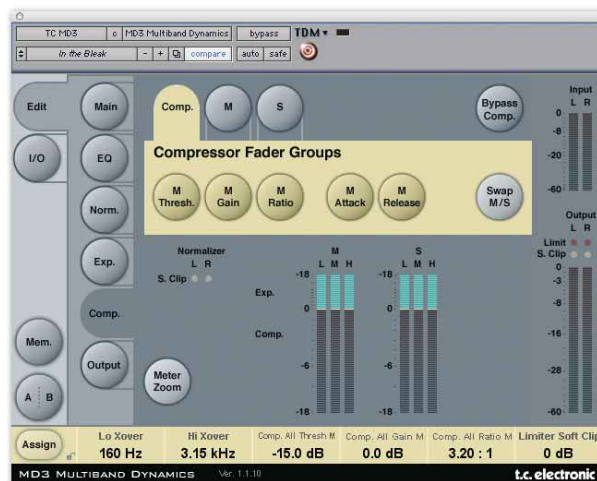 TC MD3 c MD3 Multiband Dynamics bypass TDM
In the Bleak - + compare auto safe
Edit Main Comp. M S Bypass Comp. Input
L R
0
-8
-20
-60
I/O EQ Compressor Fader Groups
M Thresh. M Gain M Ratio M Attack M Release Swap M/S
Norm.
Output
L R
Limit
S. Clip
0
-3
-8
-16
-28
-60
Normalizer M S
L R L M H L M H
S. Clip -18 -18
Exp. Exp.
0 0
Comp. Comp.
-6 -6
-18 -18
Mem. Output Meter Zoom
A B
Assign Lo Xover Hi Xover Comp. All Thresh M Comp. All Gain M Comp. All Ratio M Limiter Soft Clip
160 Hz 3.15 kHz -15.0 dB 0.0 dB 3.20 : 1 0 dB
MD3 MULTIBAND DYNAMICS Ver. 1.1.10 t.c. electronic